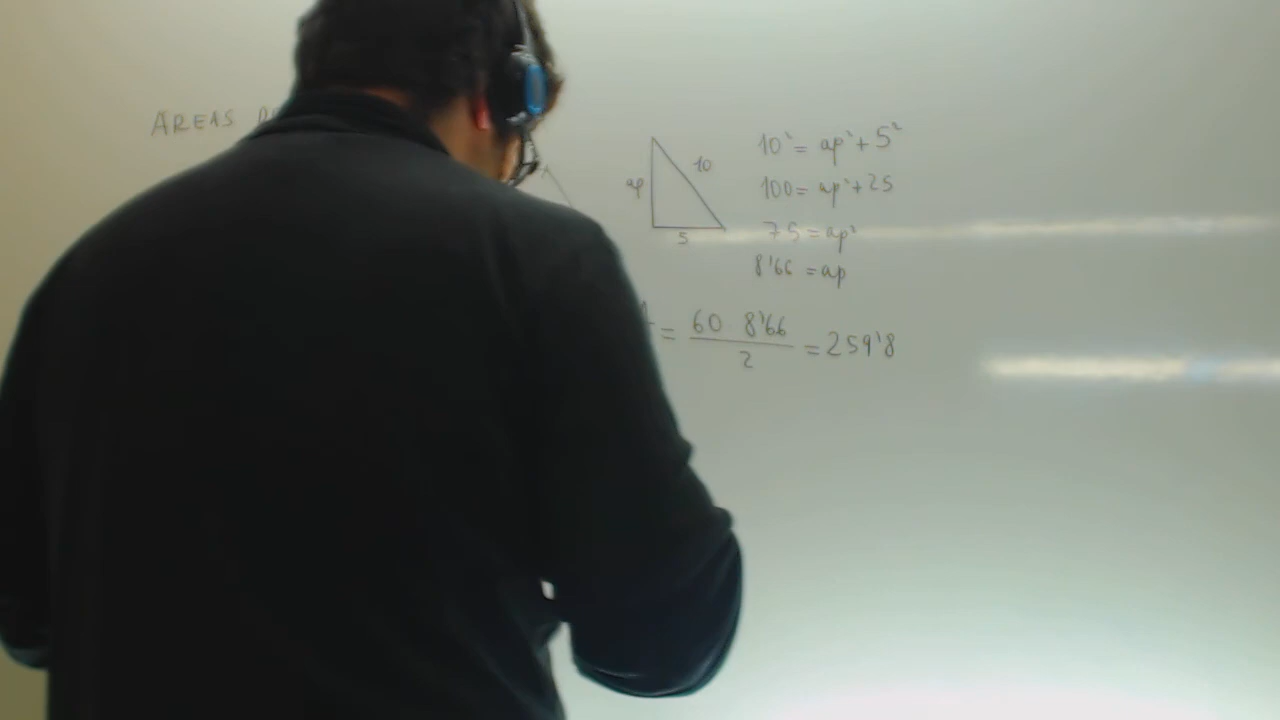 AREAS
ap
10
5
10² = ap² + 5²
100 = ap² + 25
75 = ap²
8'66 = ap
= 60 · 8'66 / 2 = 259'8